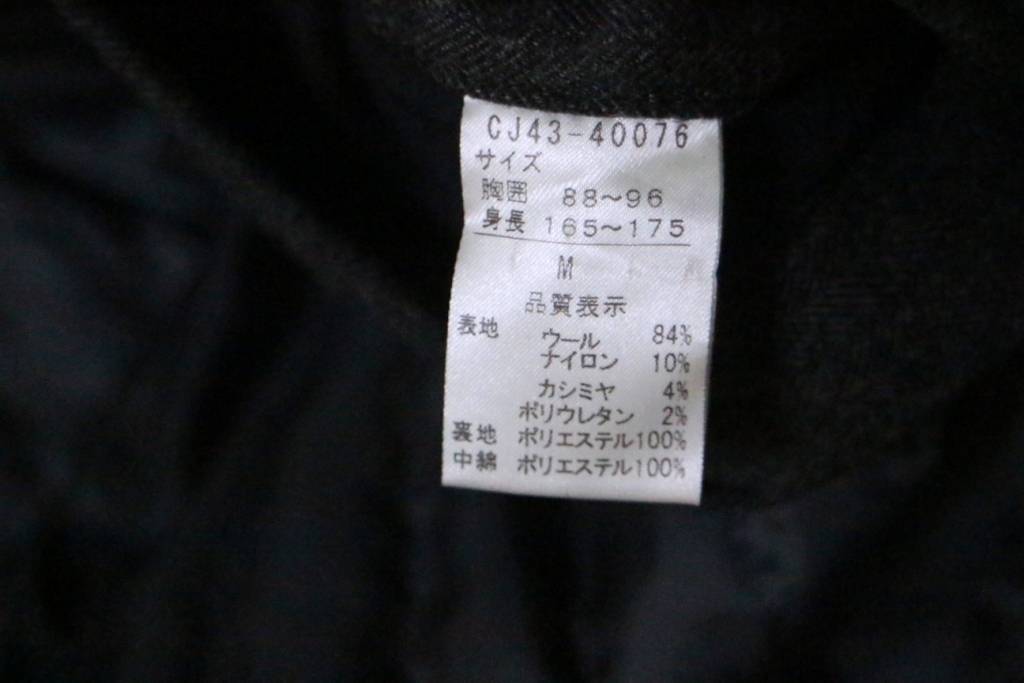 CJ43-40076
サイズ
胸囲 88～96
身長 165～175
M
品質表示
表地 ウール 84%
ナイロン 10%
カシミヤ 4%
ポリウレタン 2%
裏地 ポリエステル100%
中綿 ポリエステル100%